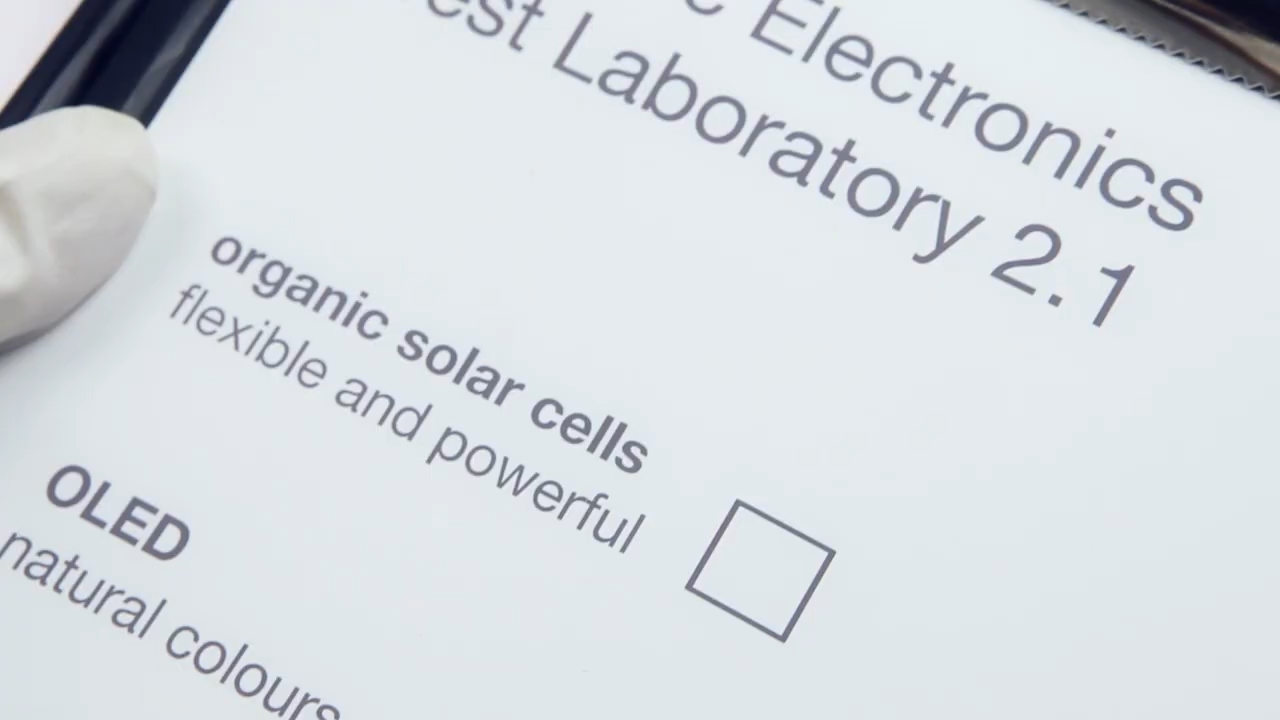 Electronics
Laboratory 2.1
organic solar cells
flexible and powerful
OLED
natural colours